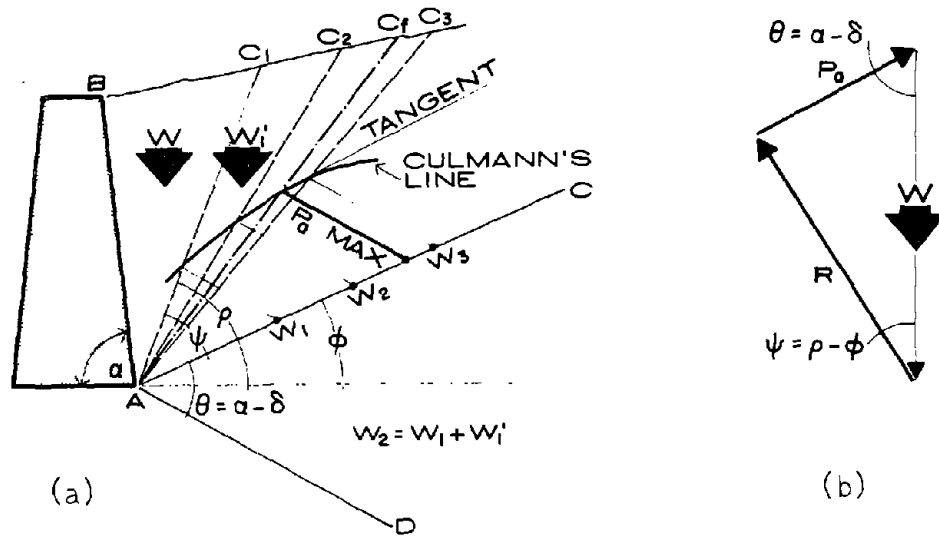 C₁
C₂
Cf
C₃
B
W
W₁'
TANGENT
CULMANN'S
LINE
C
Pa MAX
W₃
W₂
W₁
ρ
ψ
φ
α
A
θ = α - δ
W₂ = W₁ + W₁'
D
(a)
θ = α - δ
Pa
W
R
ψ = ρ - φ
(b)